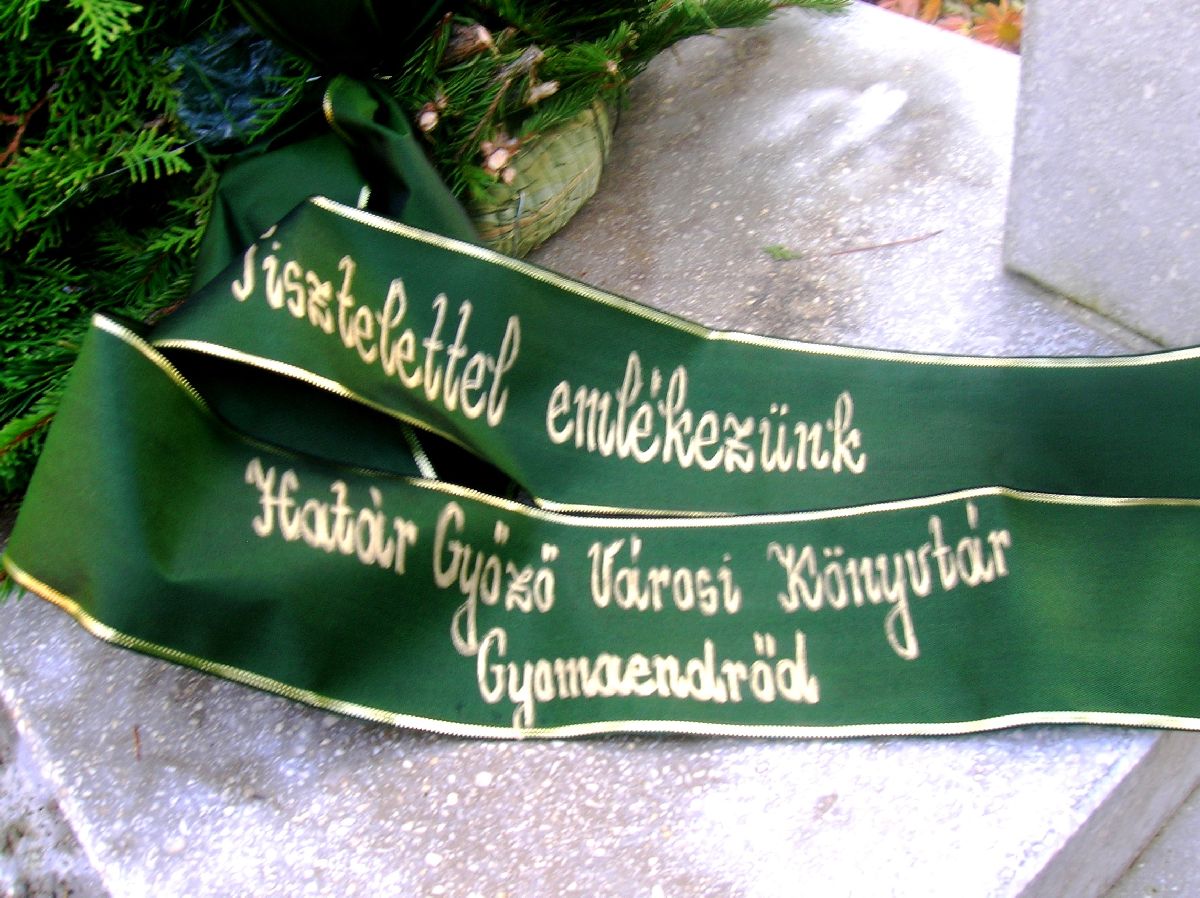 Tisztelettel emlékezünk
Határ Győző Városi Könyvtár
Gyomaendrőd